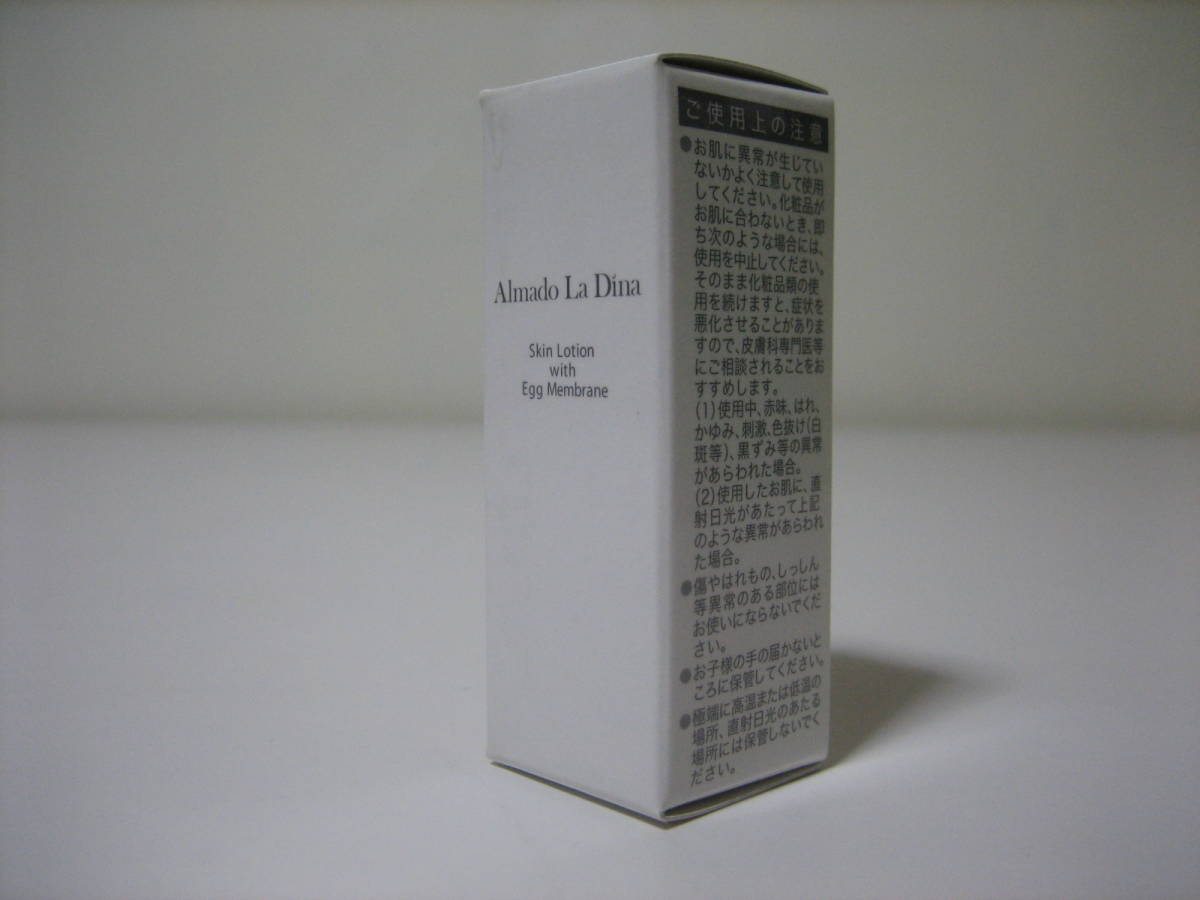 Almado La Dina
Skin Lotion
with
Egg Membrane
ご使用上の注意
●お肌に異常が生じてい
ないかよく注意して使用
してください。化粧品が
お肌に合わないとき、即
ち次のような場合には、
使用を中止してください。
そのまま化粧品類の使
用を続けますと、症状を
悪化させることがありま
すので、皮膚科専門医等
にご相談されることをお
すすめします。
(1)使用中、赤味、はれ、
かゆみ、刺激、色抜け(白
斑等)、黒ずみ等の異常
があらわれた場合。
(2)使用したお肌に、直
射日光があたって上記
のような異常があらわれ
た場合。
●傷やはれもの、しっしん
等異常のある部位には
お使いにならないでくだ
さい。
●お子様の手の届かないと
ころに保管してください。
●極端に高温または低温の
場所、直射日光のあたる
場所には保管しないでく
ださい。